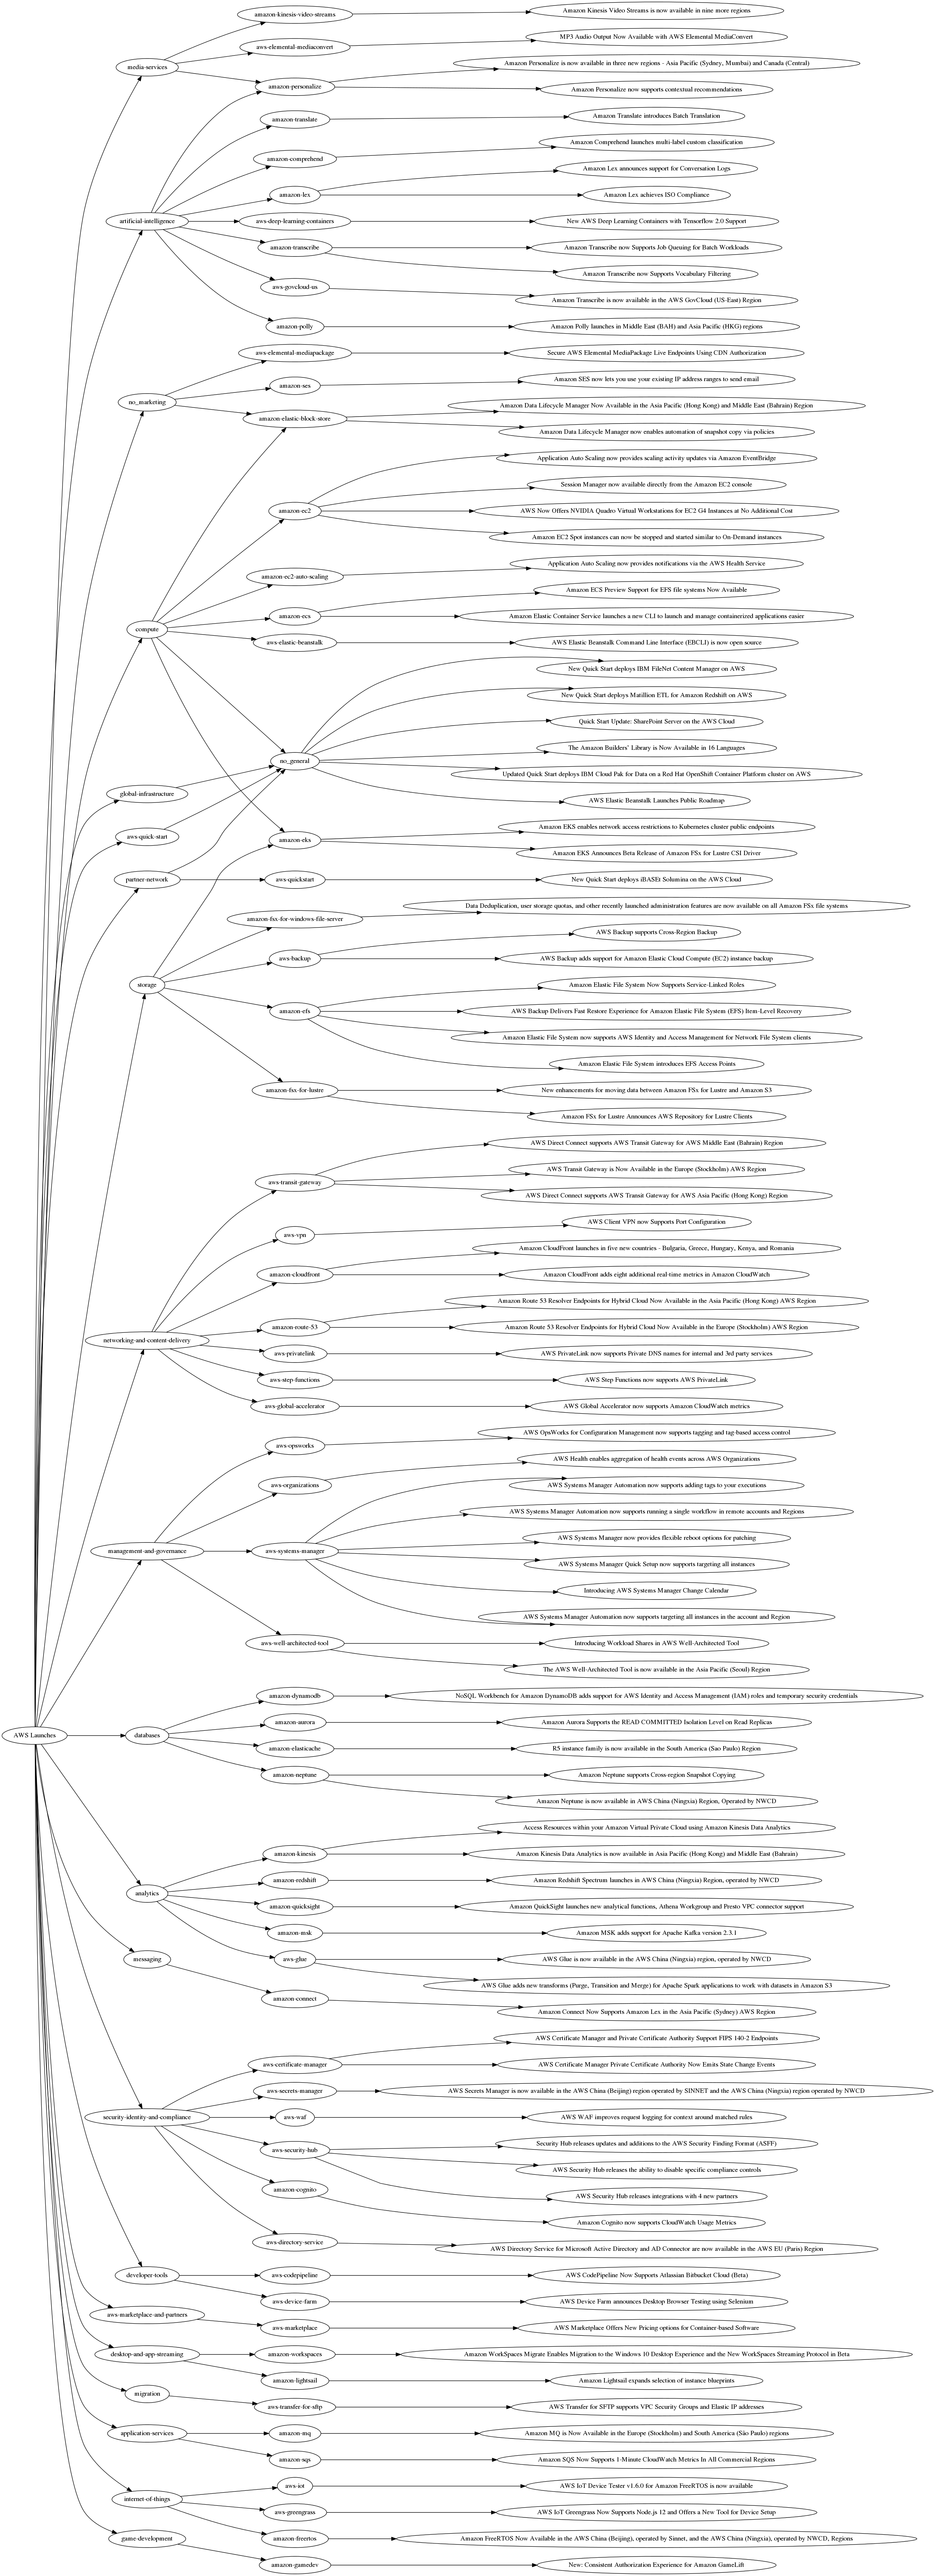 amazon-kinesis-video-streams
Amazon Kinesis Video Streams is now available in nine more regions
aws-elemental-mediaconvert
MP3 Audio Output Now Available with AWS Elemental MediaConvert
media-services
Amazon Personalize is now available in three new regions - Asia Pacific (Sydney, Mumbai) and Canada (Central)
amazon-personalize
Amazon Personalize now supports contextual recommendations
amazon-translate
Amazon Translate introduces Batch Translation
amazon-comprehend
Amazon Comprehend launches multi-label custom classification
Amazon Lex announces support for Conversation Logs
amazon-lex
Amazon Lex achieves ISO Compliance
artificial-intelligence
aws-deep-learning-containers
New AWS Deep Learning Containers with Tensorflow 2.0 Support
amazon-transcribe
Amazon Transcribe now Supports Job Queuing for Batch Workloads
Amazon Transcribe now Supports Vocabulary Filtering
aws-govcloud-us
Amazon Transcribe is now available in the AWS GovCloud (US-East) Region
amazon-polly
Amazon Polly launches in Middle East (BAH) and Asia Pacific (HKG) regions
aws-elemental-mediapackage
Secure AWS Elemental MediaPackage Live Endpoints Using CDN Authorization
amazon-ses
Amazon SES now lets you use your existing IP address ranges to send email
no_marketing
Amazon Data Lifecycle Manager Now Available in the Asia Pacific (Hong Kong) and Middle East (Bahrain) Region
amazon-elastic-block-store
Amazon Data Lifecycle Manager now enables automation of snapshot copy via policies
Application Auto Scaling now provides scaling activity updates via Amazon EventBridge
Session Manager now available directly from the Amazon EC2 console
amazon-ec2
AWS Now Offers NVIDIA Quadro Virtual Workstations for EC2 G4 Instances at No Additional Cost
Amazon EC2 Spot instances can now be stopped and started similar to On-Demand instances
Application Auto Scaling now provides notifications via the AWS Health Service
amazon-ec2-auto-scaling
Amazon ECS Preview Support for EFS file systems Now Available
amazon-ecs
Amazon Elastic Container Service launches a new CLI to launch and manage containerized applications easier
compute
aws-elastic-beanstalk
AWS Elastic Beanstalk Command Line Interface (EBCLI) is now open source
New Quick Start deploys IBM FileNet Content Manager on AWS
New Quick Start deploys Matillion ETL for Amazon Redshift on AWS
Quick Start Update: SharePoint Server on the AWS Cloud
The Amazon Builders' Library is Now Available in 16 Languages
no_general
Updated Quick Start deploys IBM Cloud Pak for Data on a Red Hat OpenShift Container Platform cluster on AWS
global-infrastructure
AWS Elastic Beanstalk Launches Public Roadmap
aws-quick-start
Amazon EKS enables network access restrictions to Kubernetes cluster public endpoints
amazon-eks
Amazon EKS Announces Beta Release of Amazon FSx for Lustre CSI Driver
partner-network
aws-quickstart
New Quick Start deploys iBASEt Solumina on the AWS Cloud
Data Deduplication, user storage quotas, and other recently launched administration features are now available on all Amazon FSx file systems
amazon-fsx-for-windows-file-server
AWS Backup supports Cross-Region Backup
aws-backup
AWS Backup adds support for Amazon Elastic Cloud Compute (EC2) instance backup
storage
Amazon Elastic File System Now Supports Service-Linked Roles
amazon-efs
AWS Backup Delivers Fast Restore Experience for Amazon Elastic File System (EFS) Item-Level Recovery
Amazon Elastic File System now supports AWS Identity and Access Management for Network File System clients
Amazon Elastic File System introduces EFS Access Points
amazon-fsx-for-lustre
New enhancements for moving data between Amazon FSx for Lustre and Amazon S3
Amazon FSx for Lustre Announces AWS Repository for Lustre Clients
AWS Direct Connect supports AWS Transit Gateway for AWS Middle East (Bahrain) Region
AWS Transit Gateway is Now Available in the Europe (Stockholm) AWS Region
aws-transit-gateway
AWS Direct Connect supports AWS Transit Gateway for AWS Asia Pacific (Hong Kong) Region
AWS Client VPN now Supports Port Configuration
aws-vpn
Amazon CloudFront launches in five new countries - Bulgaria, Greece, Hungary, Kenya, and Romania
amazon-cloudfront
Amazon CloudFront adds eight additional real-time metrics in Amazon CloudWatch
Amazon Route 53 Resolver Endpoints for Hybrid Cloud Now Available in the Asia Pacific (Hong Kong) AWS Region
amazon-route-53
Amazon Route 53 Resolver Endpoints for Hybrid Cloud Now Available in the Europe (Stockholm) AWS Region
networking-and-content-delivery
aws-privatelink
AWS PrivateLink now supports Private DNS names for internal and 3rd party services
aws-step-functions
AWS Step Functions now supports AWS PrivateLink
aws-global-accelerator
AWS Global Accelerator now supports Amazon CloudWatch metrics
AWS OpsWorks for Configuration Management now supports tagging and tag-based access control
aws-opsworks
AWS Health enables aggregation of health events across AWS Organizations
aws-organizations
AWS Systems Manager Automation now supports adding tags to your executions
AWS Systems Manager Automation now supports running a single workflow in remote accounts and Regions
AWS Systems Manager now provides flexible reboot options for patching
management-and-governance
aws-systems-manager
AWS Systems Manager Quick Setup now supports targeting all instances
Introducing AWS Systems Manager Change Calendar
AWS Systems Manager Automation now supports targeting all instances in the account and Region
aws-well-architected-tool
Introducing Workload Shares in AWS Well-Architected Tool
The AWS Well-Architected Tool is now available in the Asia Pacific (Seoul) Region
amazon-dynamodb
NoSQL Workbench for Amazon DynamoDB adds support for AWS Identity and Access Management (IAM) roles and temporary security credentials
amazon-aurora
Amazon Aurora Supports the READ COMMITTED Isolation Level on Read Replicas
AWS Launches
databases
amazon-elasticache
R5 instance family is now available in the South America (Sao Paulo) Region
amazon-neptune
Amazon Neptune supports Cross-region Snapshot Copying
Amazon Neptune is now available in AWS China (Ningxia) Region, Operated by NWCD
Access Resources within your Amazon Virtual Private Cloud using Amazon Kinesis Data Analytics
amazon-kinesis
Amazon Kinesis Data Analytics is now available in Asia Pacific (Hong Kong) and Middle East (Bahrain)
amazon-redshift
Amazon Redshift Spectrum launches in AWS China (Ningxia) Region, operated by NWCD
analytics
amazon-quicksight
Amazon QuickSight launches new analytical functions, Athena Workgroup and Presto VPC connector support
amazon-msk
Amazon MSK adds support for Apache Kafka version 2.3.1
messaging
aws-glue
AWS Glue is now available in the AWS China (Ningxia) region, operated by NWCD
AWS Glue adds new transforms (Purge, Transition and Merge) for Apache Spark applications to work with datasets in Amazon S3
amazon-connect
Amazon Connect Now Supports Amazon Lex in the Asia Pacific (Sydney) AWS Region
AWS Certificate Manager and Private Certificate Authority Support FIPS 140-2 Endpoints
aws-certificate-manager
AWS Certificate Manager Private Certificate Authority Now Emits State Change Events
aws-secrets-manager
AWS Secrets Manager is now available in the AWS China (Beijing) region operated by SINNET and the AWS China (Ningxia) region operated by NWCD
security-identity-and-compliance
aws-waf
AWS WAF improves request logging for context around matched rules
Security Hub releases updates and additions to the AWS Security Finding Format (ASFF)
aws-security-hub
AWS Security Hub releases the ability to disable specific compliance controls
AWS Security Hub releases integrations with 4 new partners
amazon-cognito
Amazon Cognito now supports CloudWatch Usage Metrics
aws-directory-service
AWS Directory Service for Microsoft Active Directory and AD Connector are now available in the AWS EU (Paris) Region
developer-tools
aws-codepipeline
AWS CodePipeline Now Supports Atlassian Bitbucket Cloud (Beta)
aws-device-farm
AWS Device Farm announces Desktop Browser Testing using Selenium
aws-marketplace-and-partners
aws-marketplace
AWS Marketplace Offers New Pricing options for Container-based Software
desktop-and-app-streaming
amazon-workspaces
Amazon WorkSpaces Migrate Enables Migration to the Windows 10 Desktop Experience and the New WorkSpaces Streaming Protocol in Beta
amazon-lightsail
Amazon Lightsail expands selection of instance blueprints
migration
aws-transfer-for-sftp
AWS Transfer for SFTP supports VPC Security Groups and Elastic IP addresses
application-services
amazon-mq
Amazon MQ is Now Available in the Europe (Stockholm) and South America (São Paulo) regions
amazon-sqs
Amazon SQS Now Supports 1-Minute CloudWatch Metrics In All Commercial Regions
aws-iot
AWS IoT Device Tester v1.6.0 for Amazon FreeRTOS is now available
internet-of-things
aws-greengrass
AWS IoT Greengrass Now Supports Node.js 12 and Offers a New Tool for Device Setup
amazon-freertos
Amazon FreeRTOS Now Available in the AWS China (Beijing), operated by Sinnet, and the AWS China (Ningxia), operated by NWCD, Regions
game-development
amazon-gamedev
New: Consistent Authorization Experience for Amazon GameLift